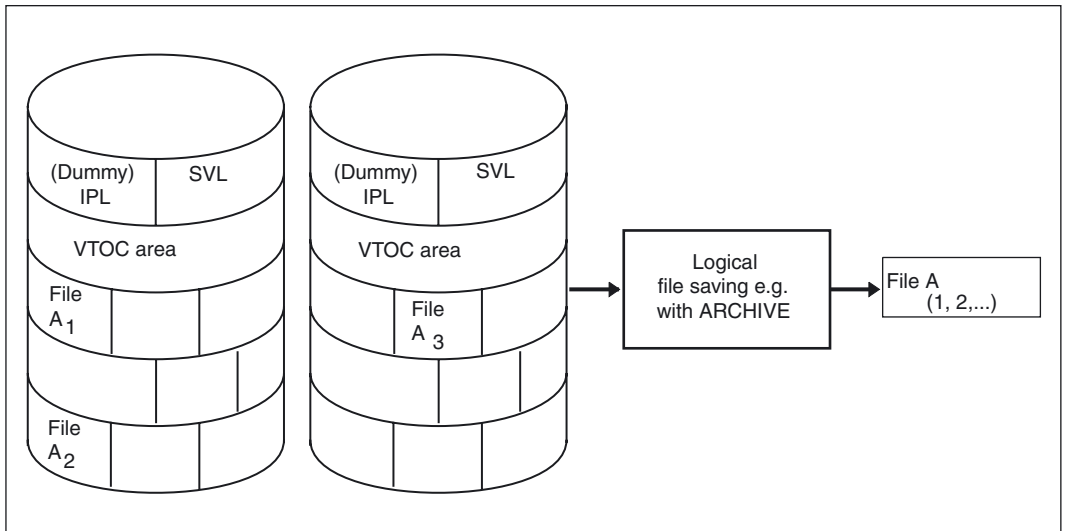 (Dummy)
IPL
SVL
VTOC area
File
A1
File
A2
(Dummy)
IPL
SVL
VTOC area
File
A3
Logical
file saving e.g.
with ARCHIVE
File A
(1, 2,...)